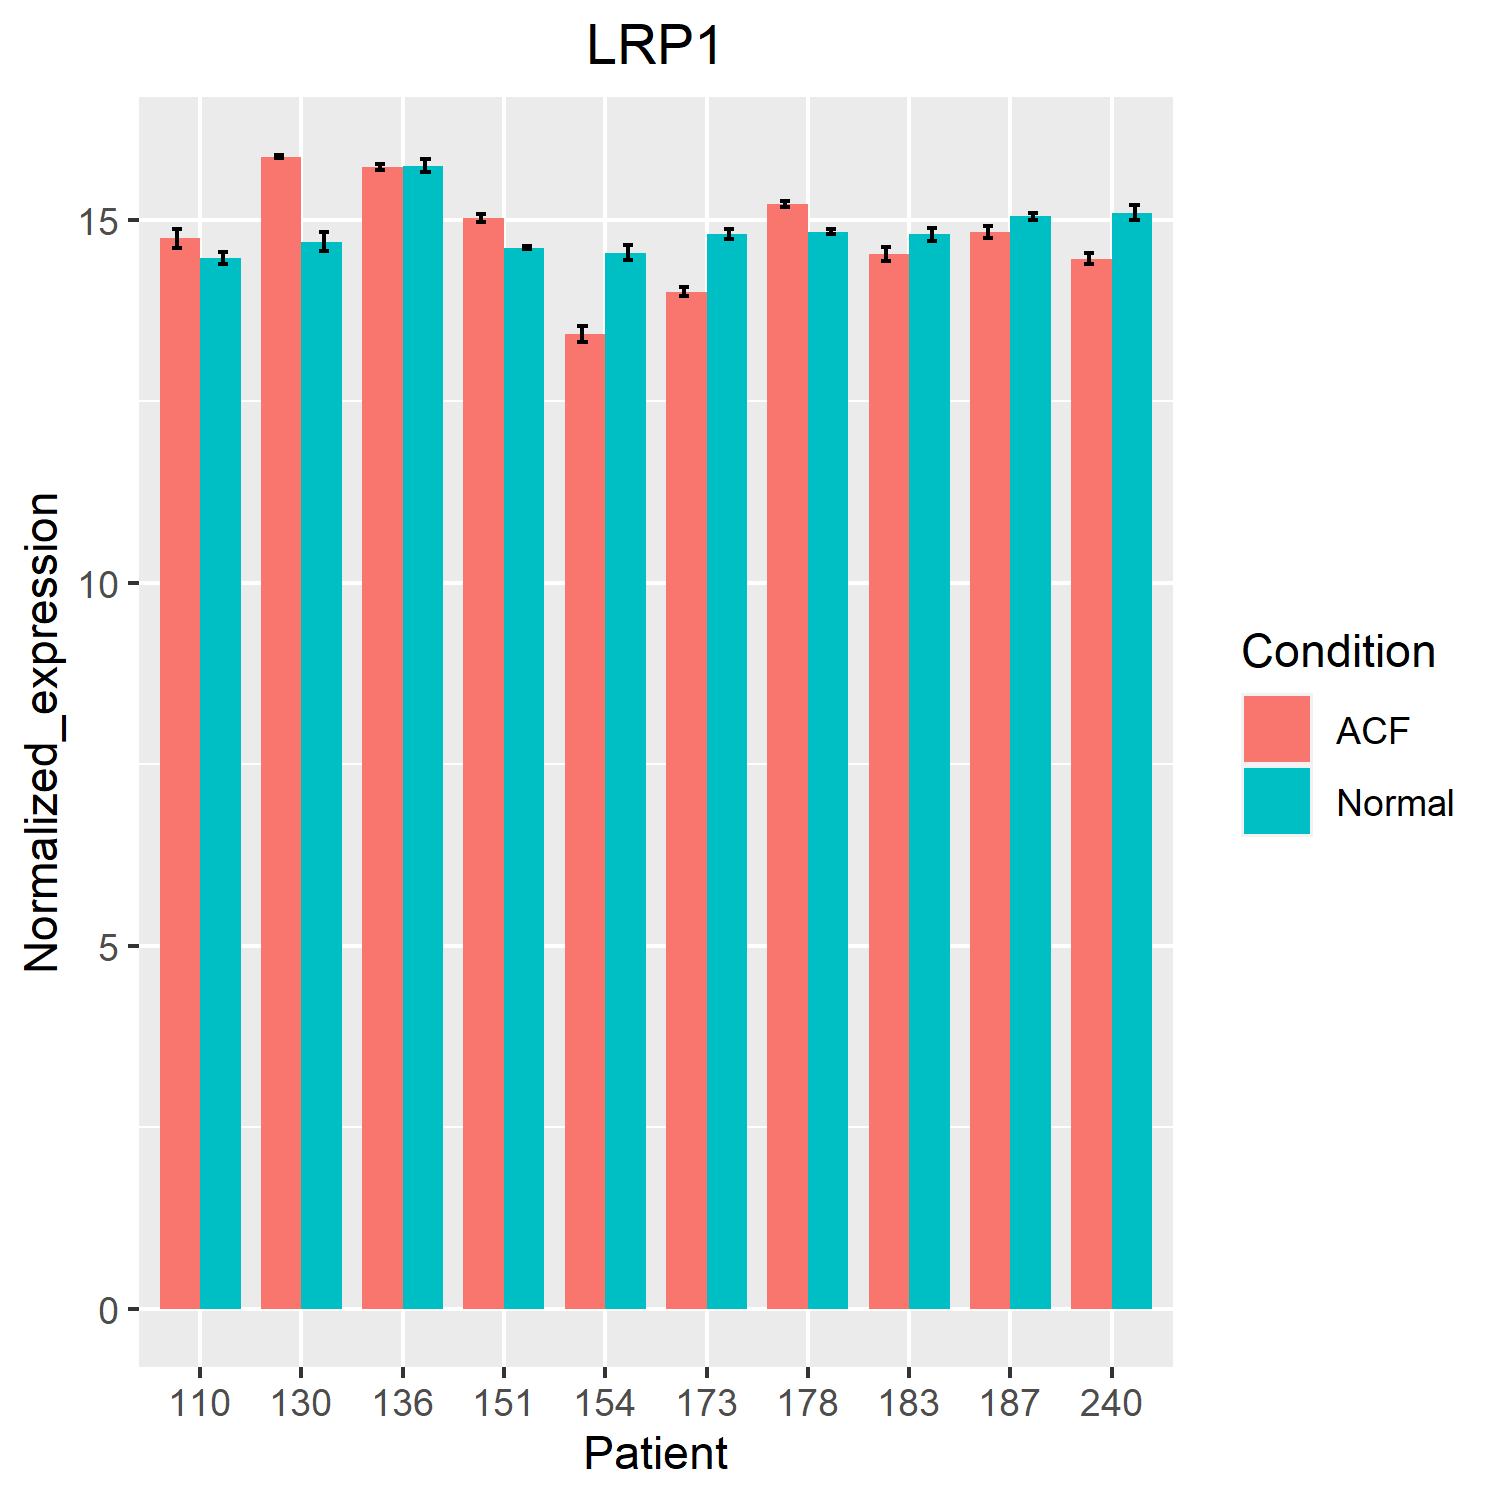 LRP1
15
10
5
0
Normalized_expression
110 130 136 151 154 173 178 183 187 240
Patient
Condition
ACF
Normal